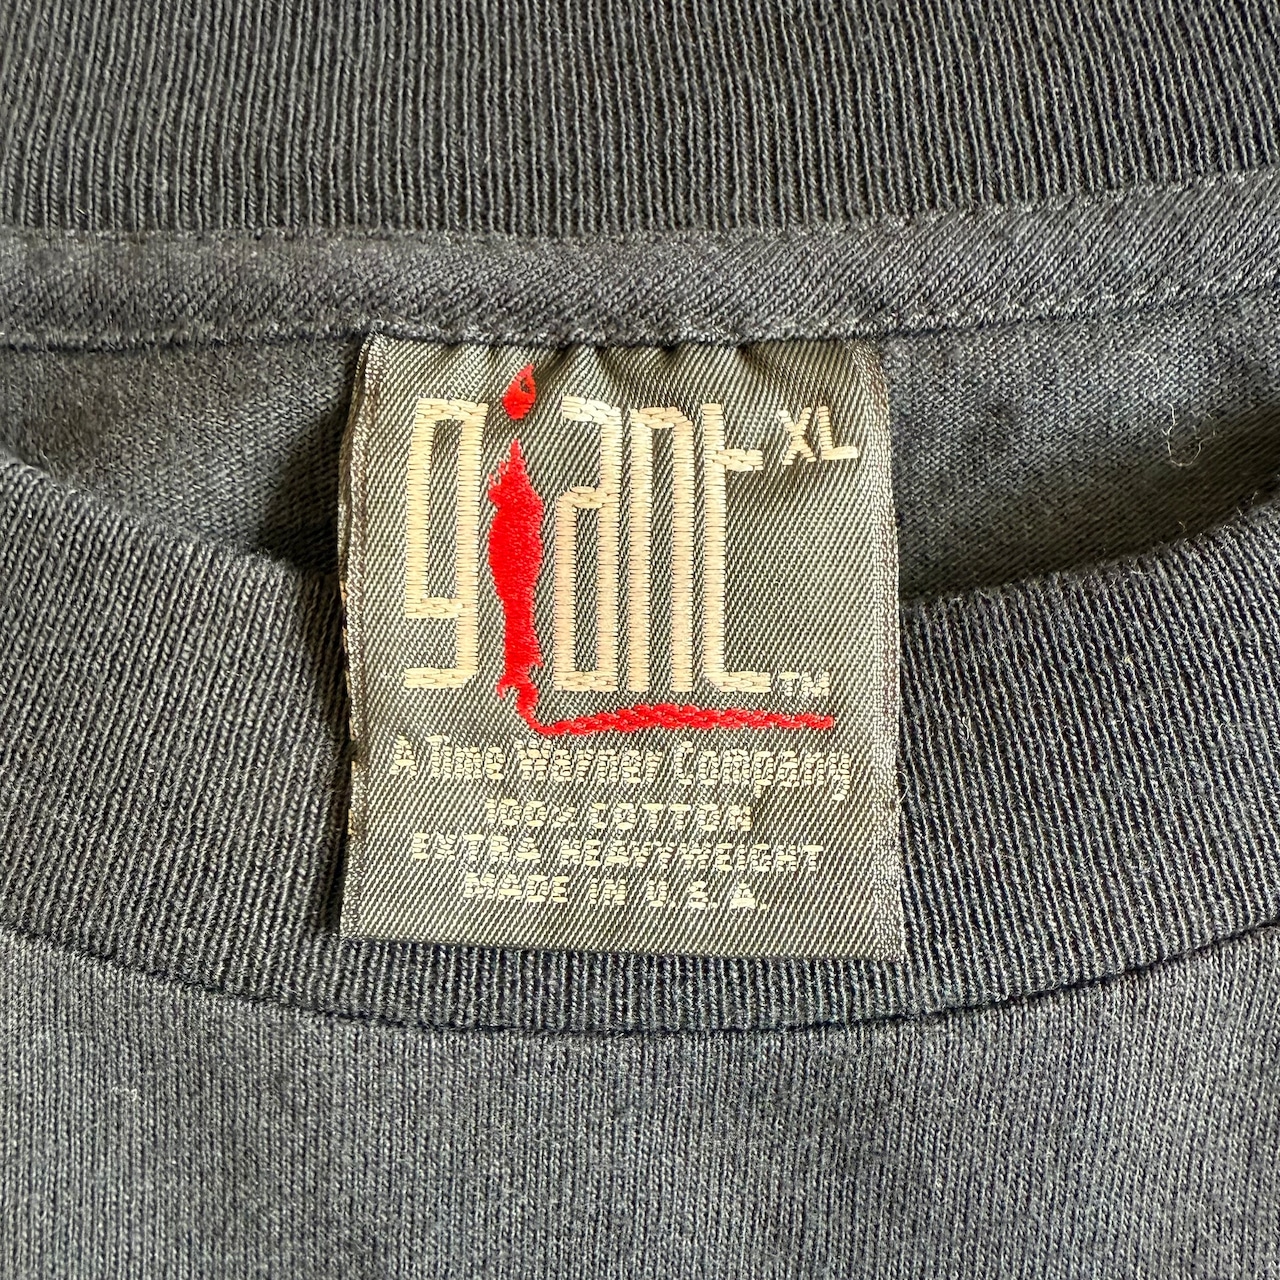 giant XL
TM
A Time Warner Company
100% COTTON
EXTRA HEAVYWEIGHT
MADE IN U.S.A.